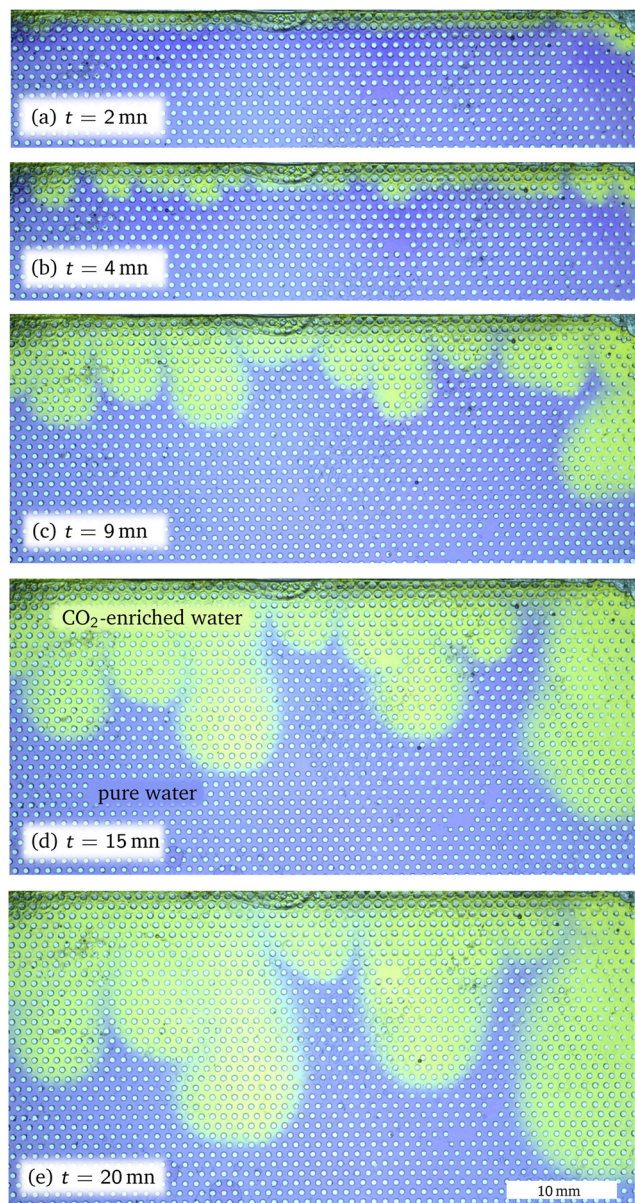 (a) t = 2 mn
(b) t = 4 mn
(c) t = 9 mn
CO₂-enriched water
pure water
(d) t = 15 mn
(e) t = 20 mn
10 mm